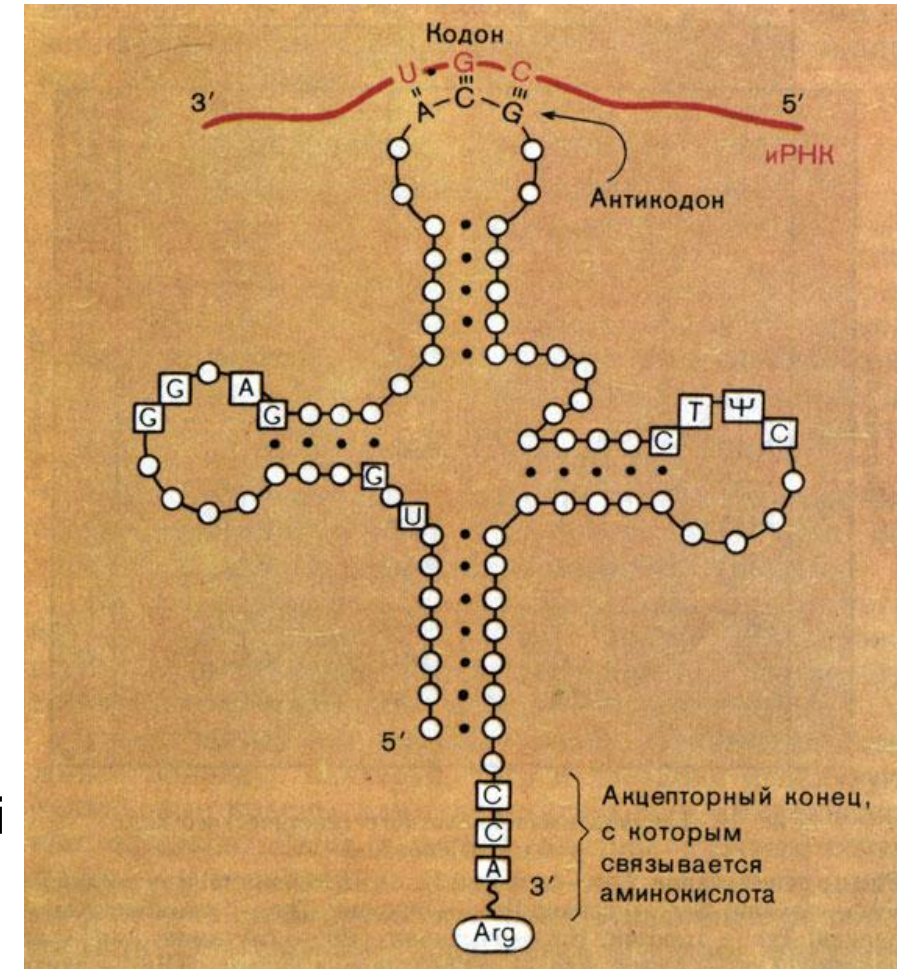 Кодон
U G C
3′ 5′
A C G
иРНК
Антикодон
G G A G
C T Ψ C
G U
5′
C
C
A
3′
Arg
Акцепторный конец,
с которым
связывается
аминокислота
i